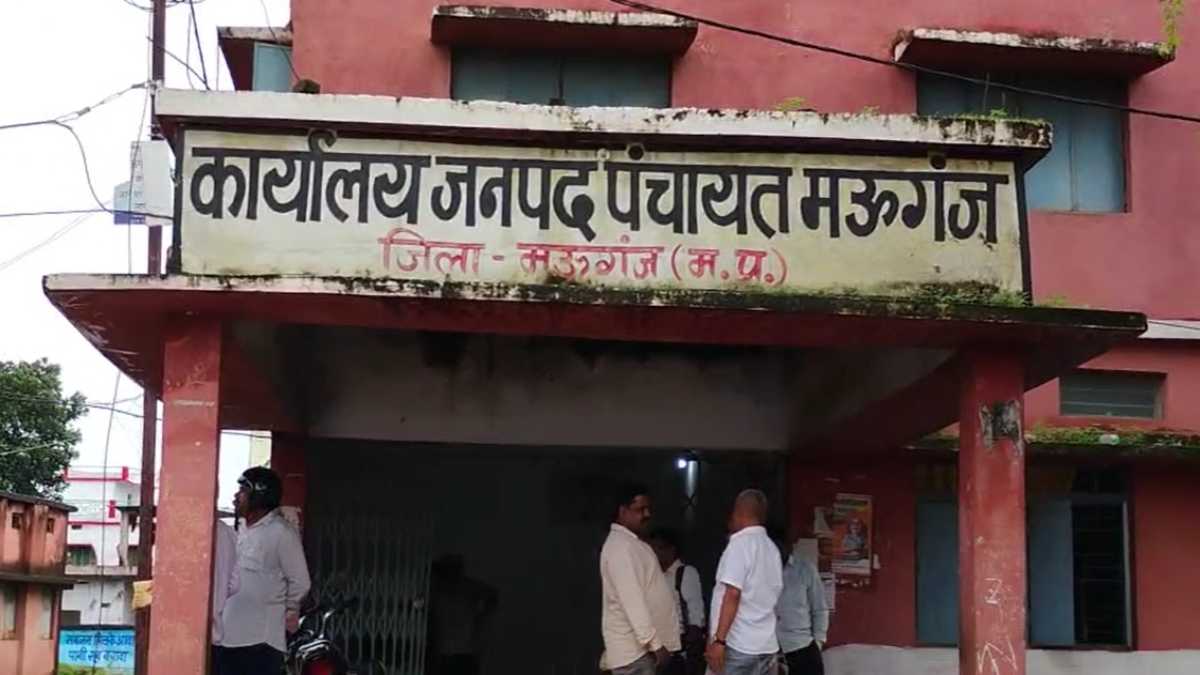 कार्यालय जनपद पंचायत मऊगंज
जिला - मऊगंज (म.प्र.)